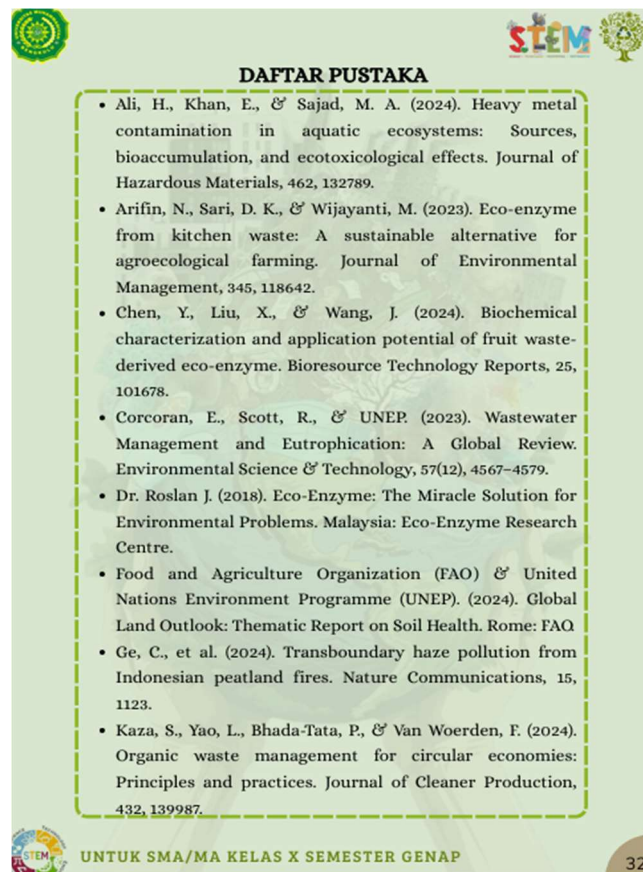 STEM
DAFTAR PUSTAKA
• Ali, H., Khan, E., & Sajad, M. A. (2024). Heavy metal
contamination in aquatic ecosystems: Sources,
bioaccumulation, and ecotoxicological effects. Journal of
Hazardous Materials, 462, 132789.
• Arifin, N., Sari, D. K., & Wijayanti, M. (2023). Eco-enzyme
from kitchen waste: A sustainable alternative for
agroecological farming. Journal of Environmental
Management, 345, 118642.
• Chen, Y., Liu, X., & Wang, J. (2024). Biochemical
characterization and application potential of fruit waste-
derived eco-enzyme. Bioresource Technology Reports, 25,
101678.
• Corcoran, E., Scott, R., & UNEP. (2023). Wastewater
Management and Eutrophication: A Global Review.
Environmental Science & Technology, 57(12), 4567–4579.
• Dr. Roslan J. (2018). Eco-Enzyme: The Miracle Solution for
Environmental Problems. Malaysia: Eco-Enzyme Research
Centre.
• Food and Agriculture Organization (FAO) & United
Nations Environment Programme (UNEP). (2024). Global
Land Outlook: Thematic Report on Soil Health. Rome: FAO.
• Ge, C., et al. (2024). Transboundary haze pollution from
Indonesian peatland fires. Nature Communications, 15,
1123.
• Kaza, S., Yao, L., Bhada-Tata, P., & Van Woerden, F. (2024).
Organic waste management for circular economies:
Principles and practices. Journal of Cleaner Production,
432, 139987.
STEM
UNTUK SMA/MA KELAS X SEMESTER GENAP
32